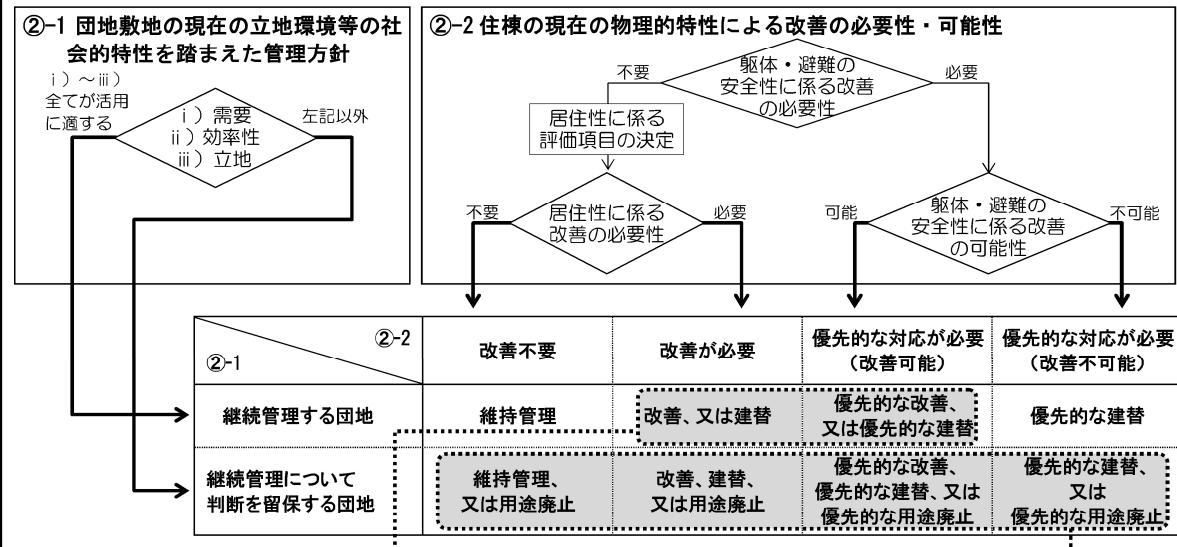 ②-1 団地敷地の現在の立地環境等の社
会的特性を踏まえた管理方針
ⅰ）～ⅲ）
全てが活用
に適する
ⅰ）需要
ⅱ）効率性
ⅲ）立地
左記以外
②-2 住棟の現在の物理的特性による改善の必要性・可能性
不要
躯体・避難の
安全性に係る改善
の必要性
必要
居住性に係る
評価項目の決定
不要
居住性に係る
改善の必要性
必要
可能
躯体・避難の
安全性に係る改善
の可能性
不可能
②-2
②-1
改善不要
改善が必要
優先的な対応が必要
（改善可能）
優先的な対応が必要
（改善不可能）
継続管理する団地
維持管理
改善、又は建替
優先的な改善、
又は優先的な建替
優先的な建替
継続管理について
判断を留保する団地
維持管理、
又は用途廃止
改善、建替、
又は用途廃止
優先的な改善、
優先的な建替、又は
優先的な用途廃止
優先的な建替、
又は
優先的な用途廃止